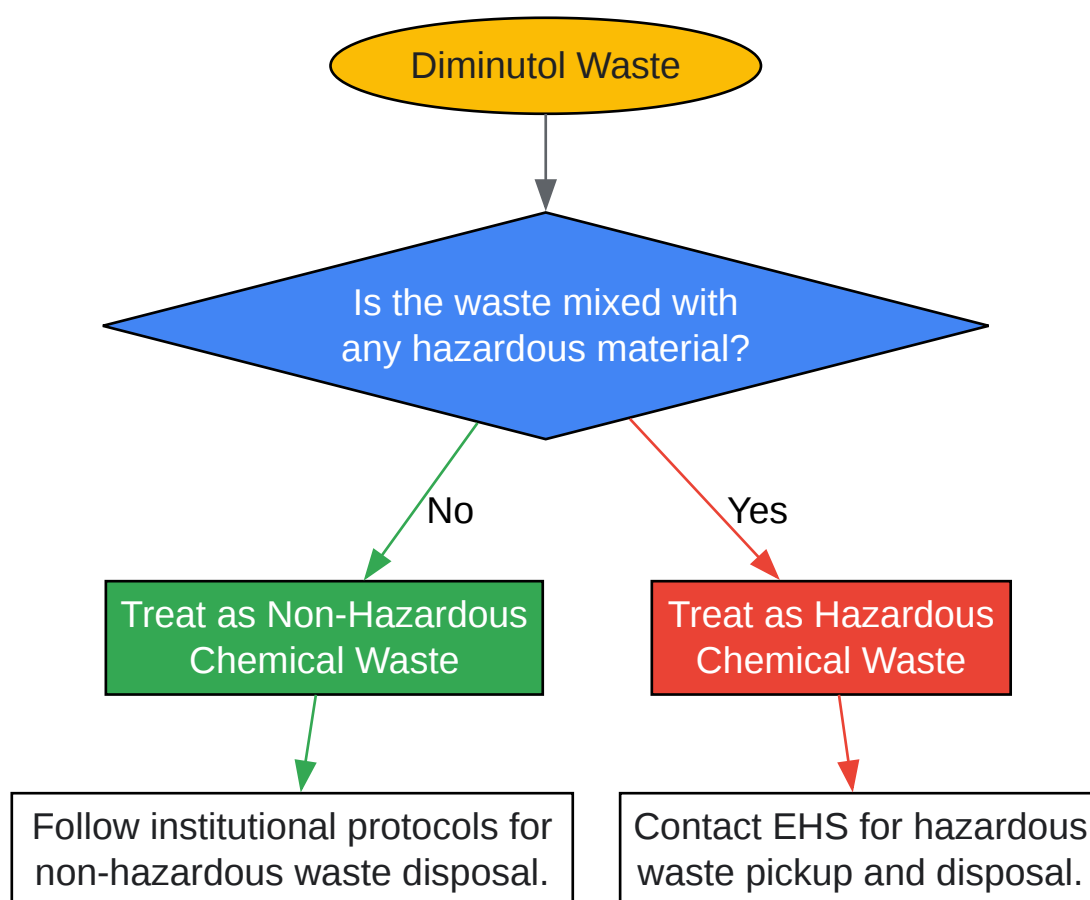 Diminutol Waste
Is the waste mixed with
any hazardous material?
No
Yes
Treat as Non-Hazardous
Chemical Waste
Treat as Hazardous
Chemical Waste
Follow institutional protocols for
non-hazardous waste disposal.
Contact EHS for hazardous
waste pickup and disposal.